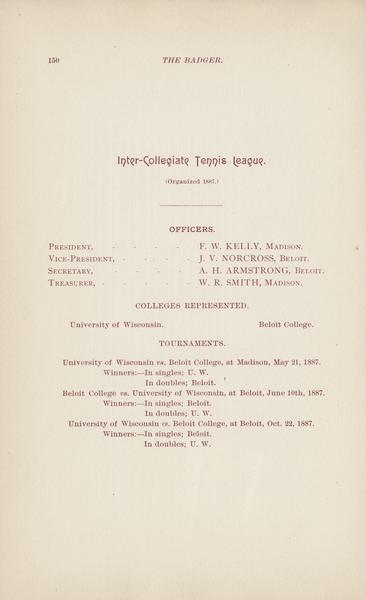 150 THE BADGER.
Inter-Collegiate Tennis League.
(Organized 1887.)
OFFICERS.
PRESIDENT, - - - - F. W. KELLY, MADISON.
VICE-PRESIDENT, - - - - J. V. NORCROSS, BELOIT.
SECRETARY, - - - - A. H. ARMSTRONG, BELOIT.
TREASURER, - - - - - W. R. SMITH, MADISON.
COLLEGES REPRESENTED.
University of Wisconsin. Beloit College.
TOURNAMENTS.
University of Wisconsin vs. Beloit College, at Madison, May 21, 1887.
Winners:—In singles; U. W.
In doubles; Beloit.
Beloit College vs. University of Wisconsin, at Beloit, June 10th, 1887.
Winners:—In singles; Beloit.
In doubles; U. W.
University of Wisconsin vs. Beloit College, at Beloit, Oct. 22, 1887.
Winners:—In singles; Beloit.
In doubles; U. W.